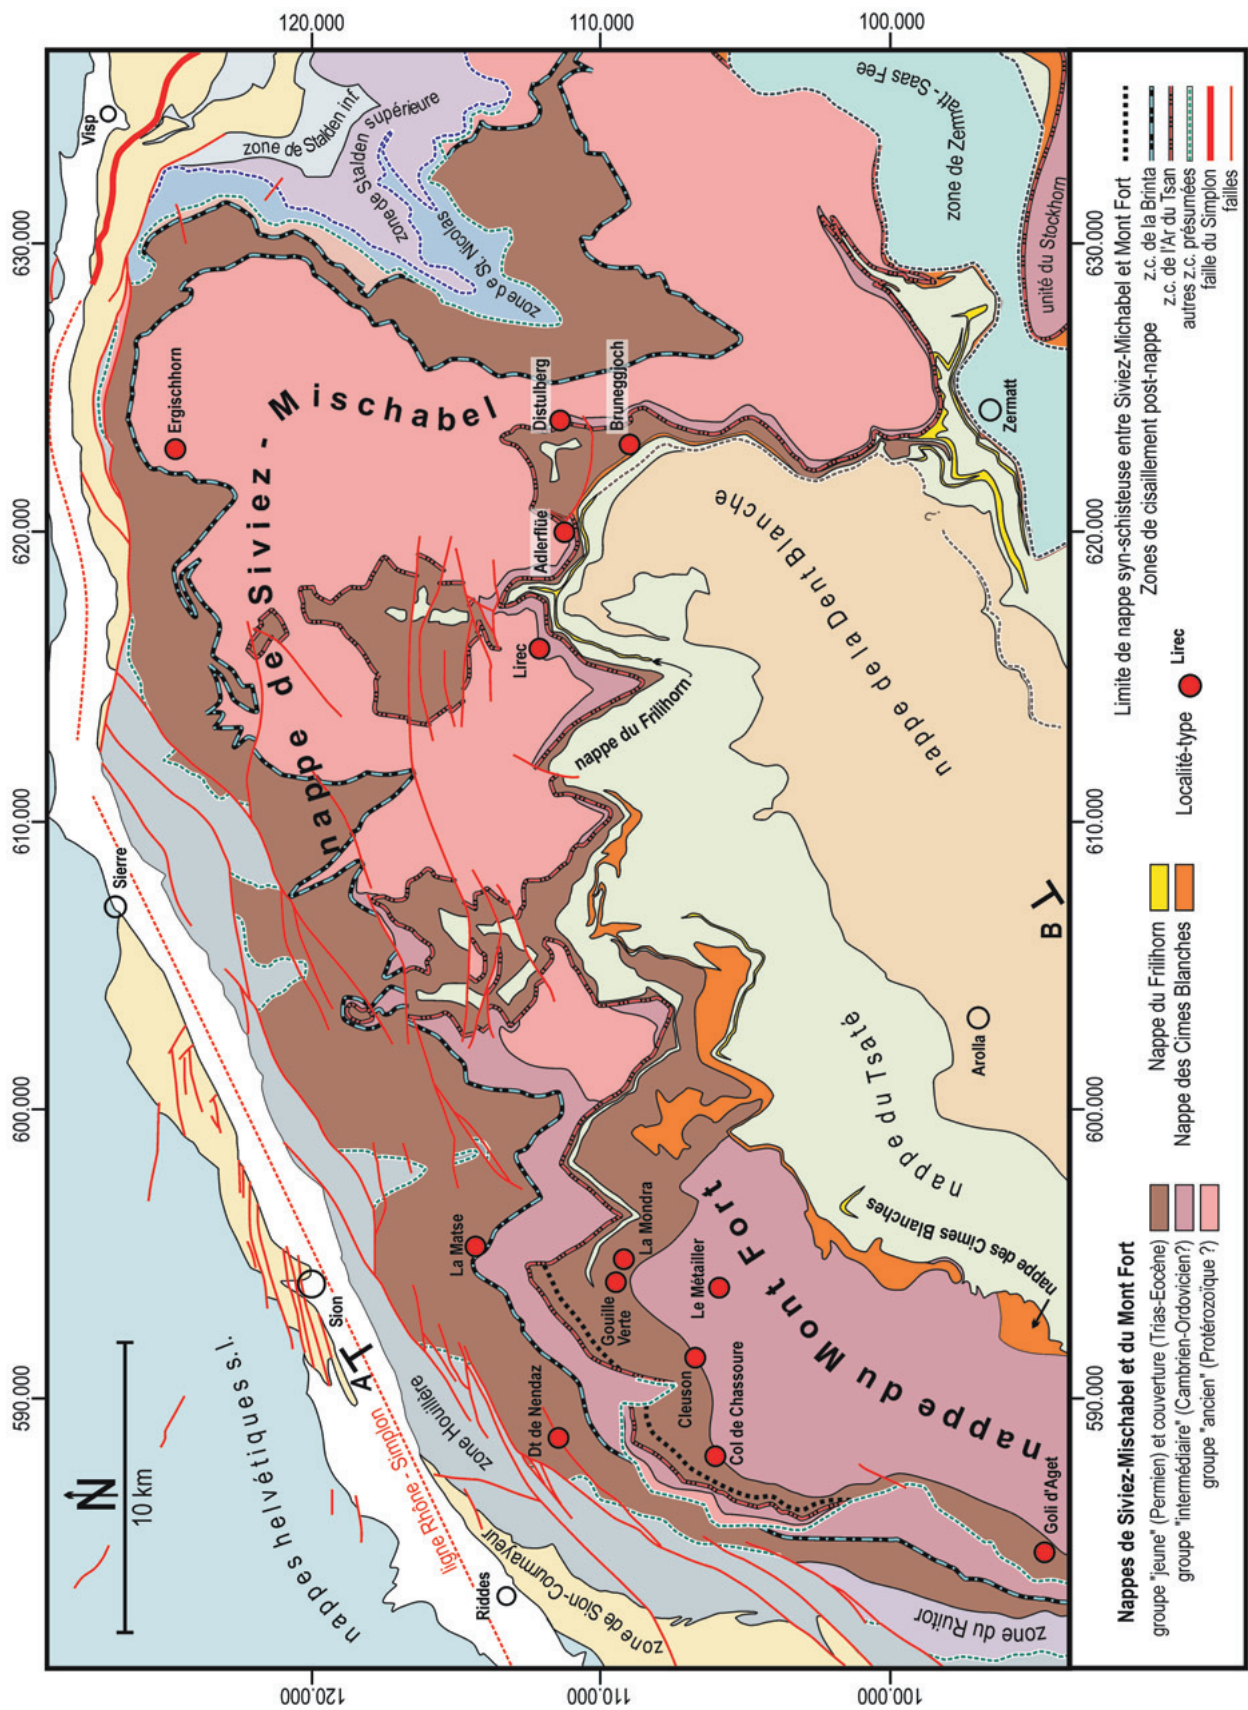 590.000
600.000
610.000
620.000
630.000
120.000
110.000
100.000
120.000
110.000
100.000
N
10 km
nappes helvétiques s.l.
ligne Rhône - Simplon
zone Houillère
zone de Sion-Courmayeur
zone du Ruitor
Riddes
Sion
Sierre
Visp
A
B
nappe de Siviez - Mischabel
Ergischhorn
zone de Stalden inf
zone de Stalden supérieure
zone de St. Nicolas
Distulberg
Bruneggjoch
Adlerflüe
Lirec
La Matse
Dt de Nendaz
Gouille
Verte
La Mondra
Le Métailler
Cleuson
Col de Chassoure
Goli d'Aget
nappe du Mont Fort
nappe du Frilihorn
nappe de la Dent Blanche
nappe du Tsaté
nappe des Cimes Blanches
Arolla
Zermatt
zone de Zermatt - Saas Fee
unité du Stockhorn
?
Nappes de Siviez-Mischabel et du Mont Fort
groupe "jeune" (Permien) et couverture (Trias-Eocène)
groupe "intermédiaire" (Cambrien-Ordovicien?)
groupe "ancien" (Protérozoïque ?)
Nappe du Frilihorn
Nappe des Cimes Blanches
Localité-type
Lirec
Limite de nappe syn-schisteuse entre Siviez-Michabel et Mont Fort
Zones de cisaillement post-nappe
z.c. de la Brinta
z.c. de l'Ar du Tsan
autres z.c. présumées
faille du Simplon
failles